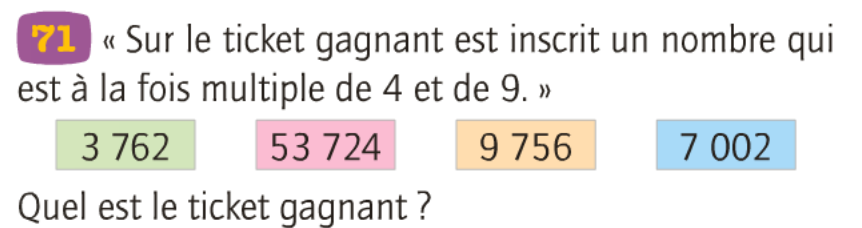 71 « Sur le ticket gagnant est inscrit un nombre qui
est à la fois multiple de 4 et de 9. »
3 762 53 724 9 756 7 002
Quel est le ticket gagnant ?